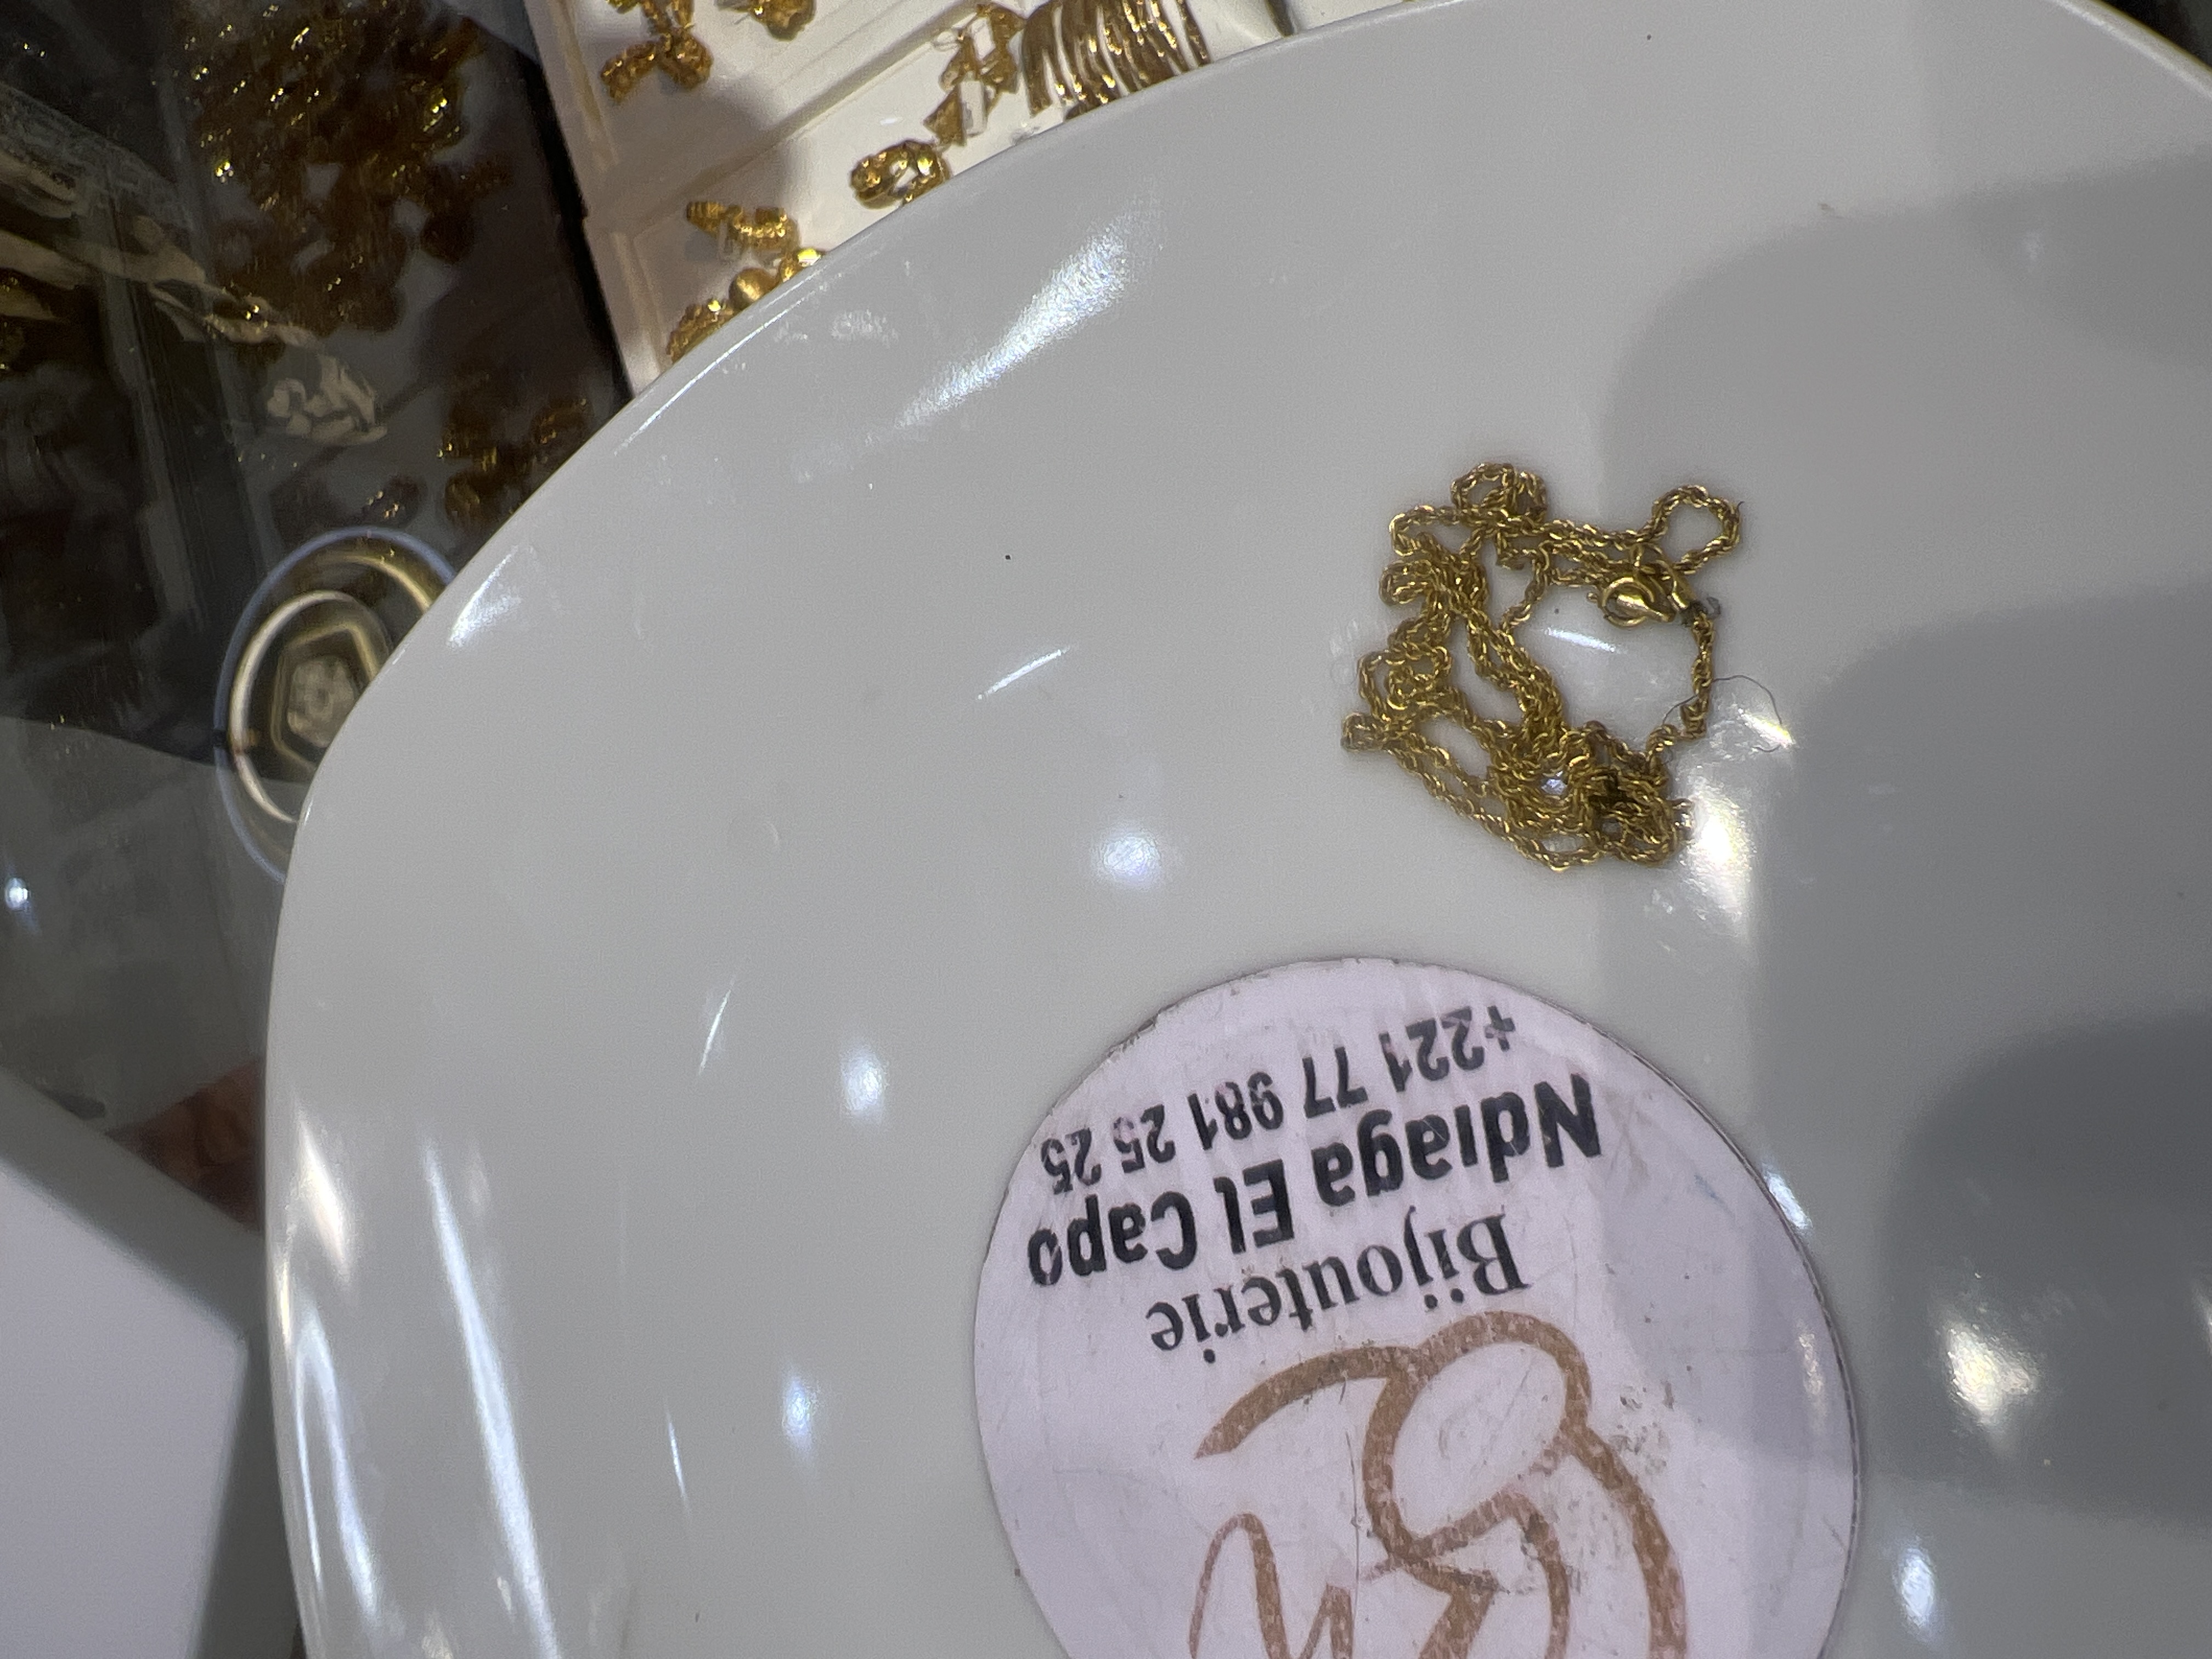 Bijouterie
Ndiaga El Capo
+221 77 981 25 25